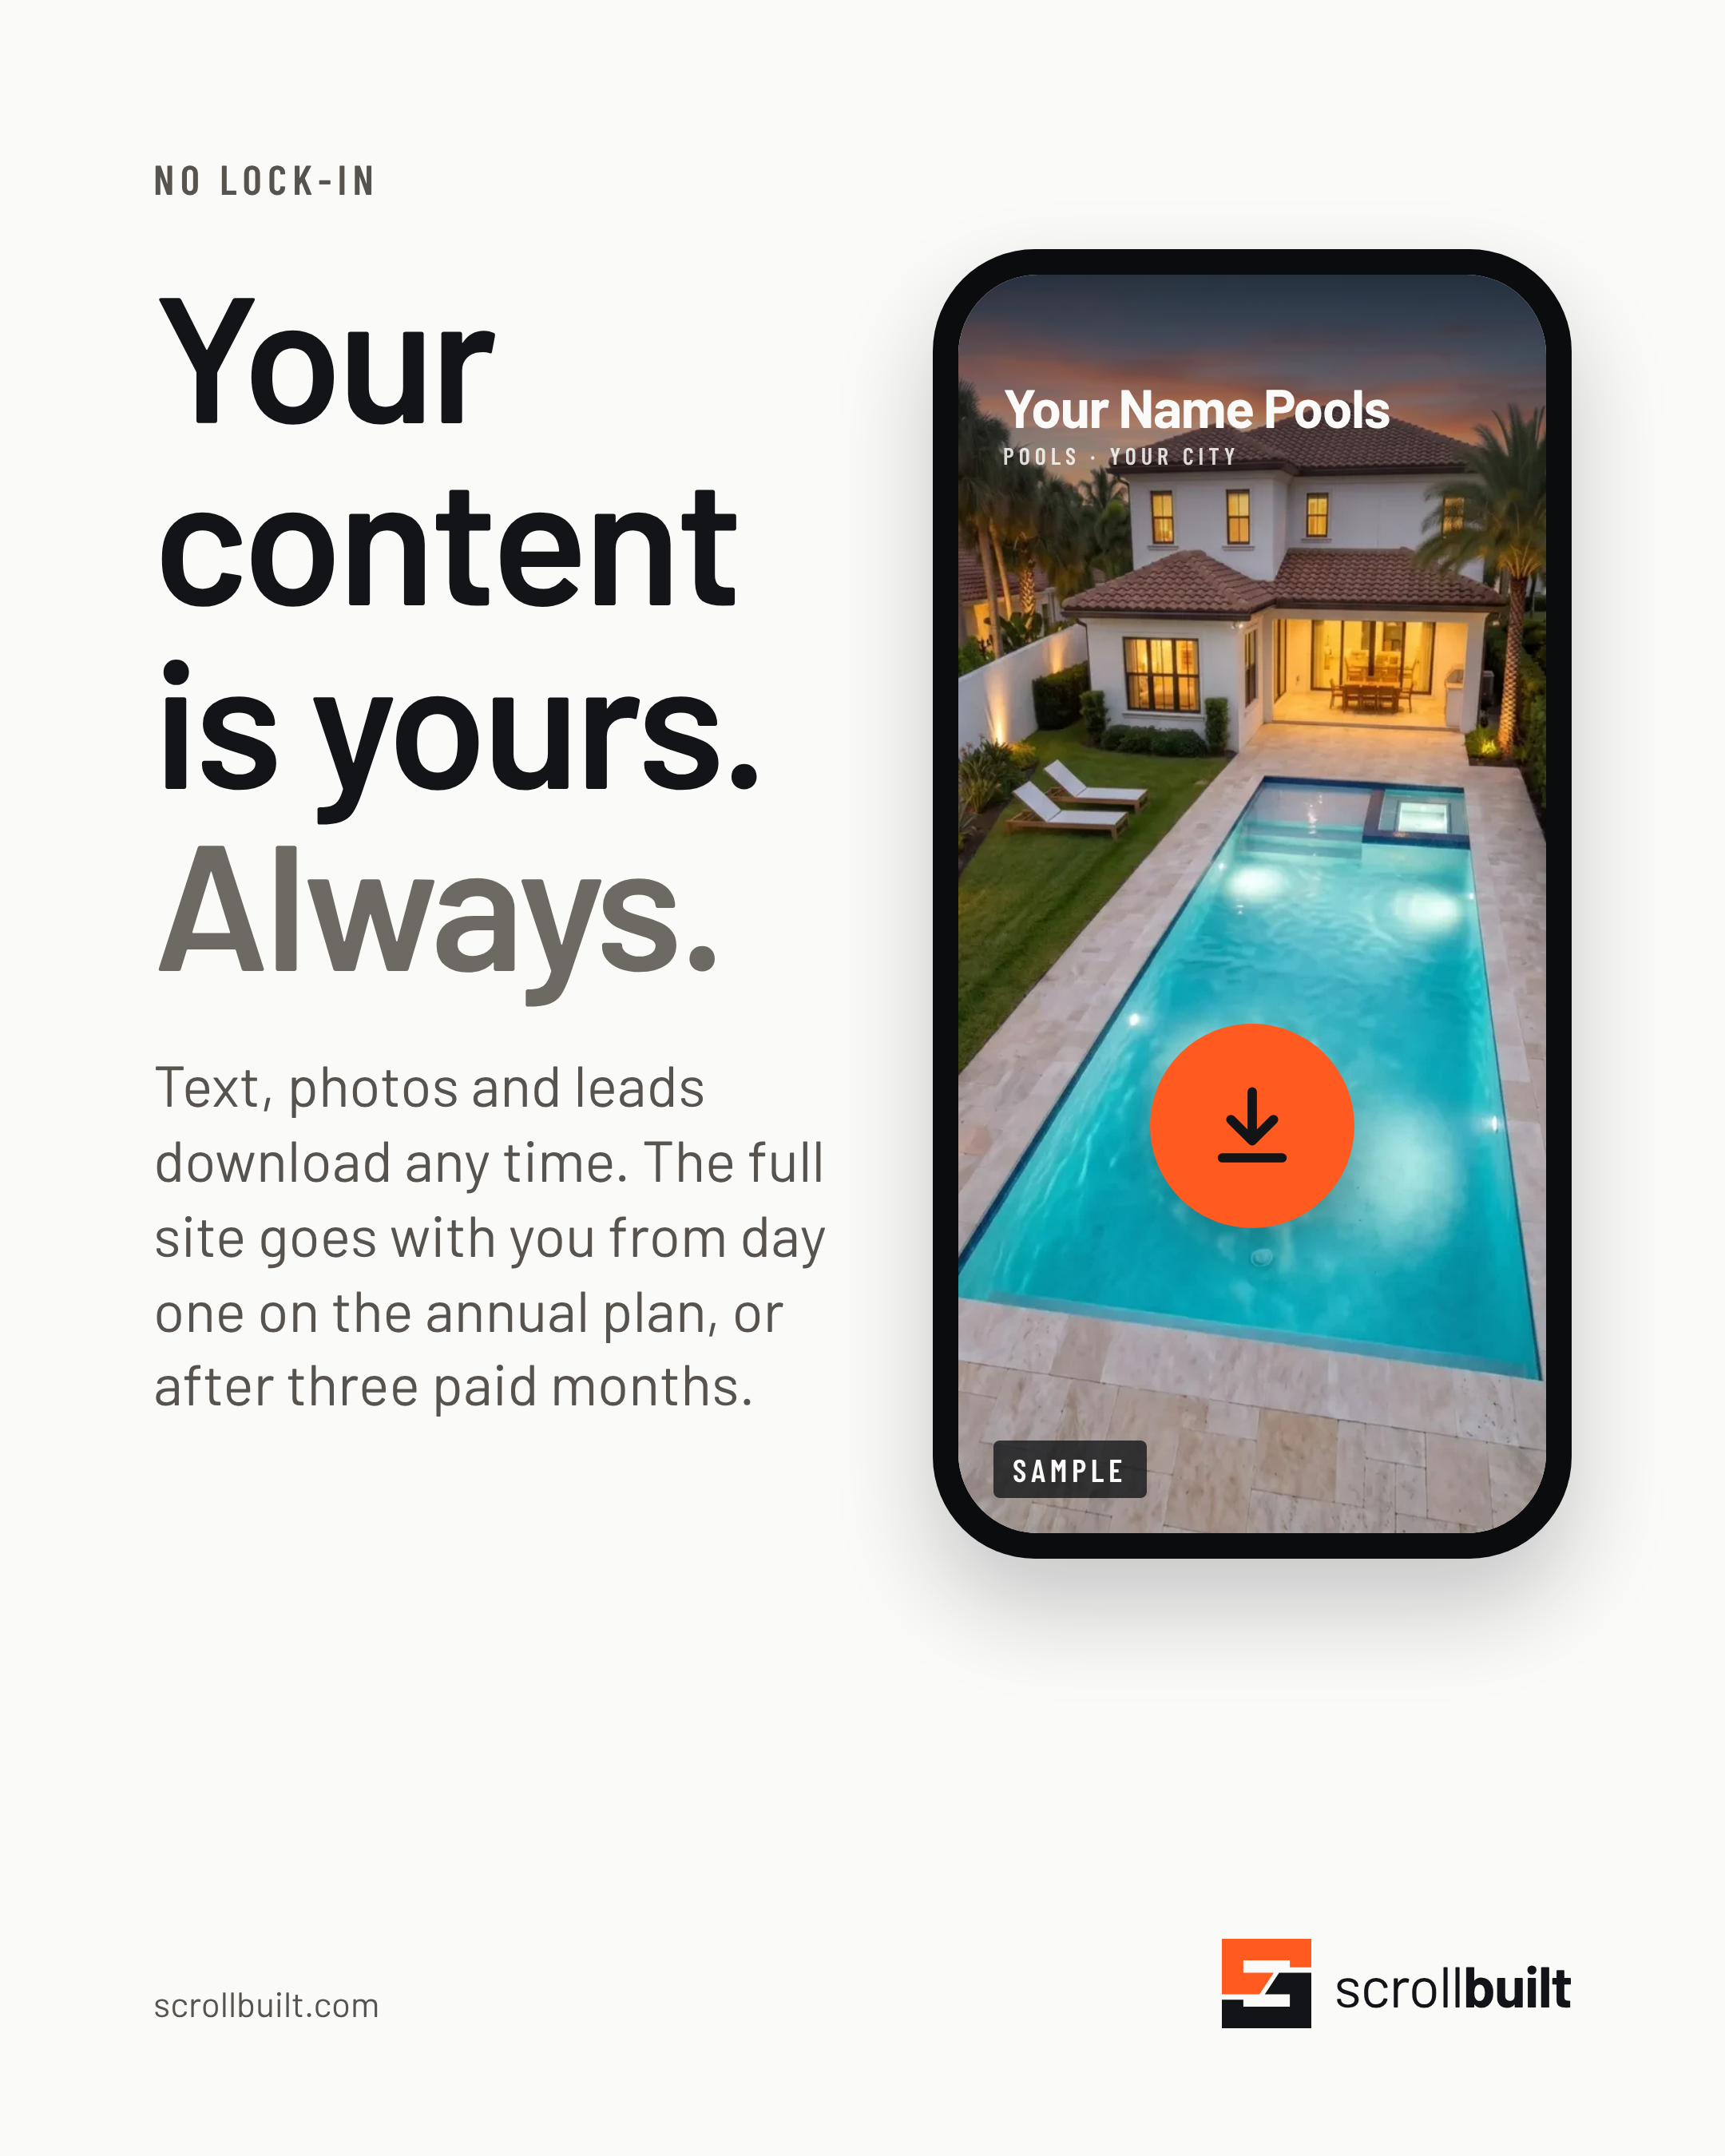 NO LOCK-IN
Your
content
is yours.
Always.
Text, photos and leads
download any time. The full
site goes with you from day
one on the annual plan, or
after three paid months.
Your Name Pools
POOLS · YOUR CITY
SAMPLE
scrollbuilt.com
scrollbuilt